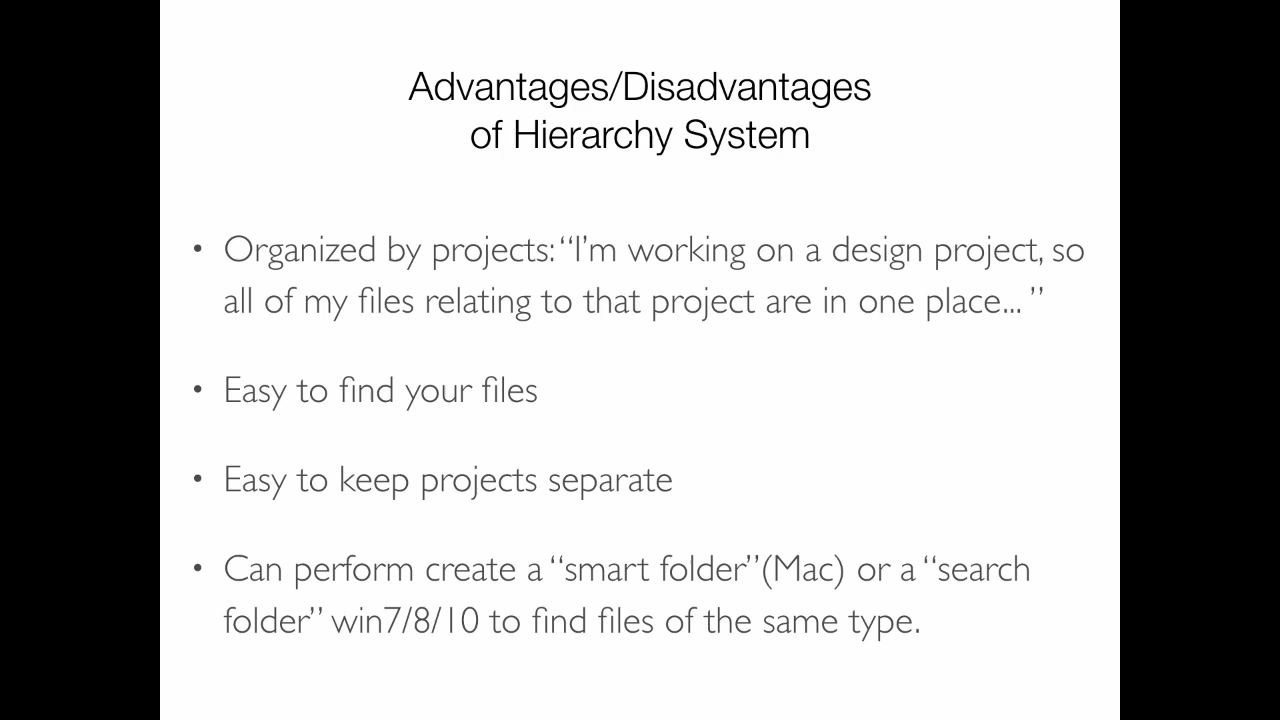 Advantages/Disadvantages
of Hierarchy System
• Organized by projects: “I’m working on a design project, so
all of my files relating to that project are in one place... ”
• Easy to find your files
• Easy to keep projects separate
• Can perform create a “smart folder”(Mac) or a “search
folder” win7/8/10 to find files of the same type.